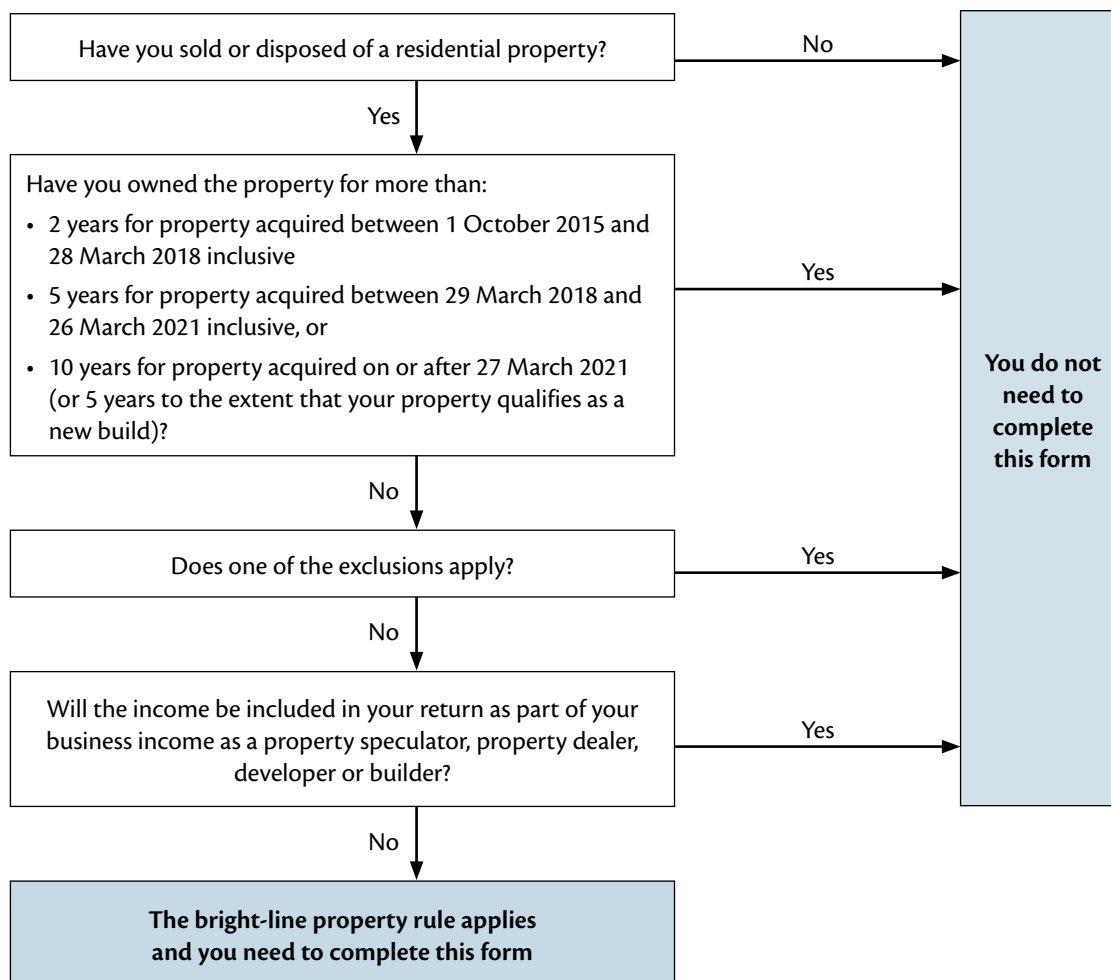 Have you sold or disposed of a residential property?
No
Yes
Have you owned the property for more than:
• 2 years for property acquired between 1 October 2015 and
28 March 2018 inclusive
• 5 years for property acquired between 29 March 2018 and
26 March 2021 inclusive, or
• 10 years for property acquired on or after 27 March 2021
(or 5 years to the extent that your property qualifies as a
new build)?
Yes
You do not
need to
complete
this form
No
Does one of the exclusions apply?
Yes
No
Will the income be included in your return as part of your
business income as a property speculator, property dealer,
developer or builder?
Yes
No
The bright-line property rule applies
and you need to complete this form